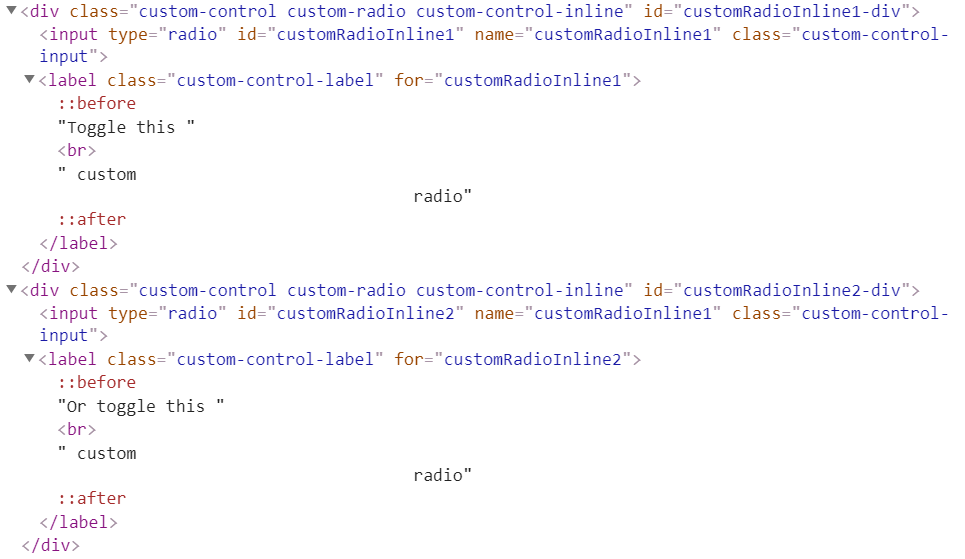 ▼<div class="custom-control custom-radio custom-control-inline" id="customRadioInline1-div">
<input type="radio" id="customRadioInline1" name="customRadioInline1" class="custom-control-
input">
▼<label class="custom-control-label" for="customRadioInline1">
::before
"Toggle this "
<br>
" custom
radio"
::after
</label>
</div>
▼<div class="custom-control custom-radio custom-control-inline" id="customRadioInline2-div">
<input type="radio" id="customRadioInline2" name="customRadioInline1" class="custom-control-
input">
▼<label class="custom-control-label" for="customRadioInline2">
::before
"Or toggle this "
<br>
" custom
radio"
::after
</label>
</div>